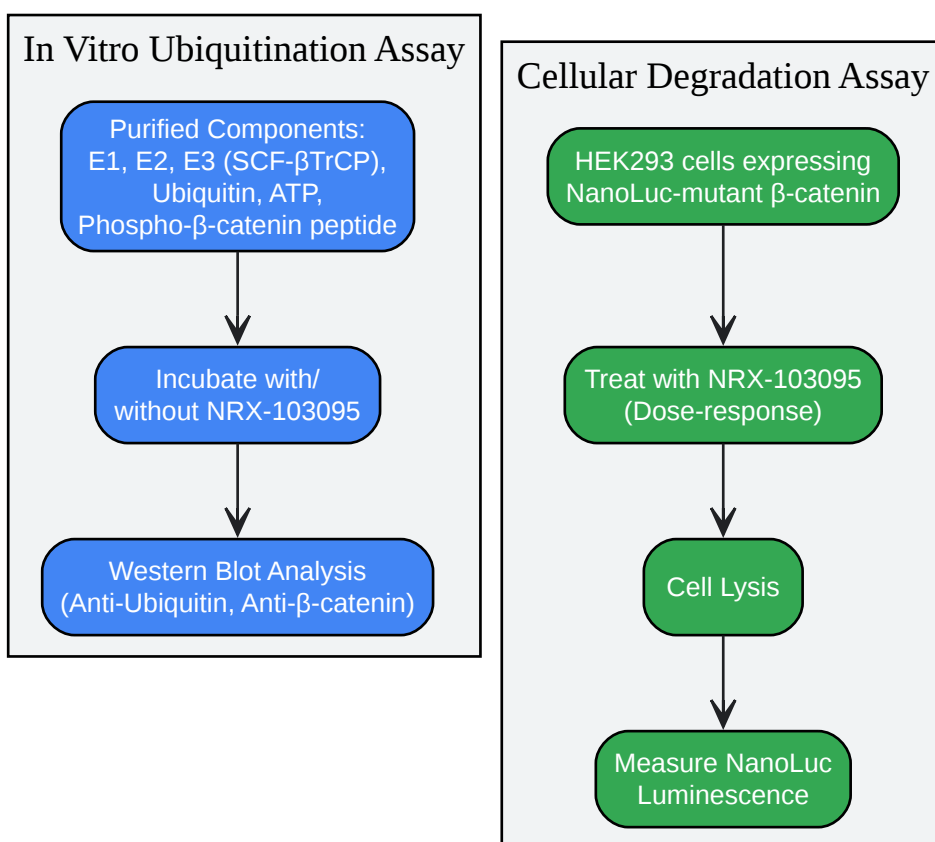 In Vitro Ubiquitination Assay
Purified Components:
E1, E2, E3 (SCF-βTrCP),
Ubiquitin, ATP,
Phospho-β-catenin peptide
Incubate with/
without NRX-103095
Western Blot Analysis
(Anti-Ubiquitin, Anti-β-catenin)
Cellular Degradation Assay
HEK293 cells expressing
NanoLuc-mutant β-catenin
Treat with NRX-103095
(Dose-response)
Cell Lysis
Measure NanoLuc
Luminescence